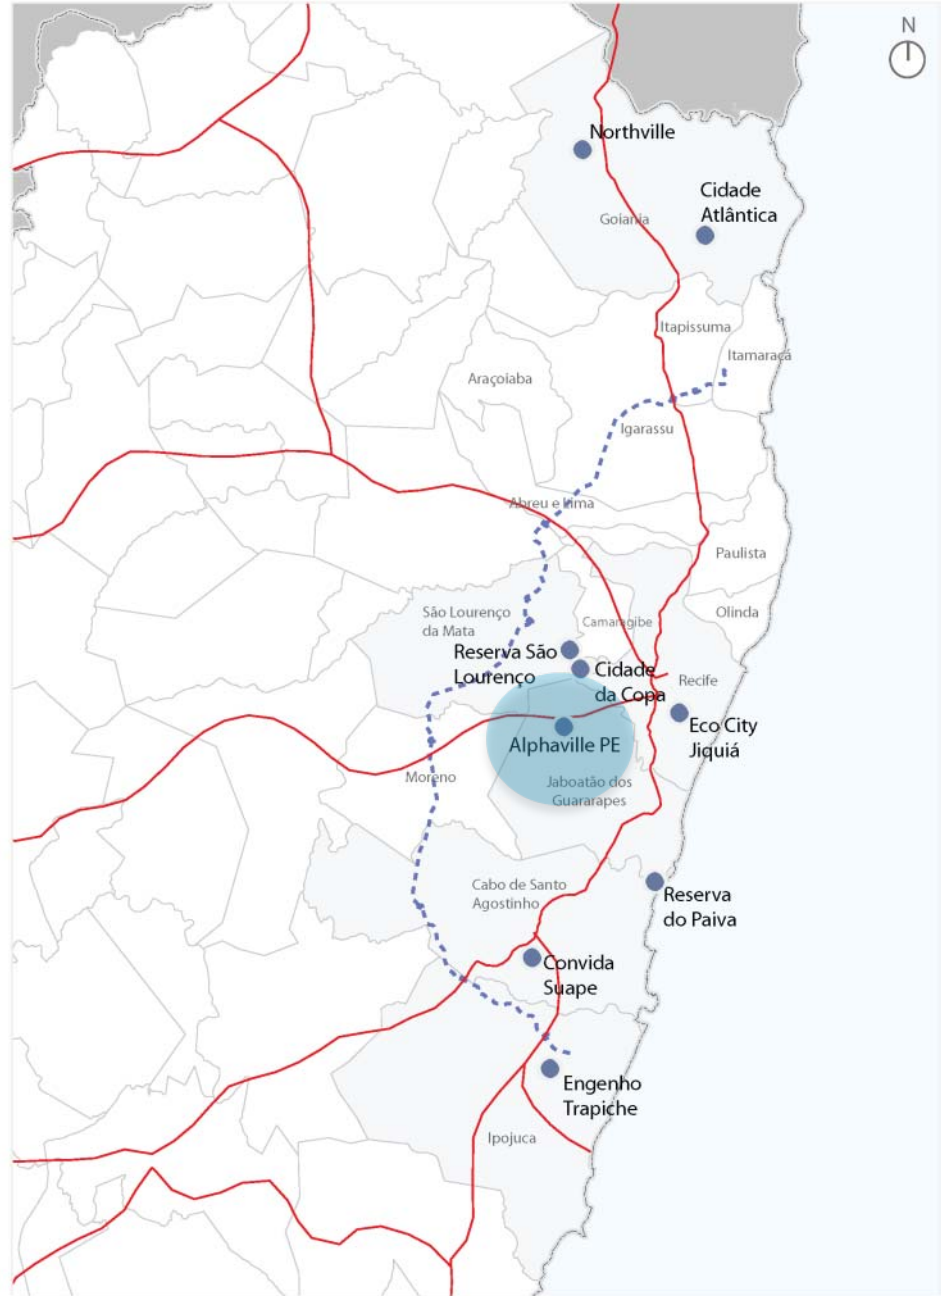 N
Northville
Cidade
Atlântica
Goiania
Itapissuma
Itamaracá
Araçoiaba
Igarassu
Abreu e Lima
Paulista
São Lourenço
da Mata
Camaragibe
Olinda
Reserva São
Lourenço
Cidade
da Copa
Recife
Eco City
Jiquiá
Alphaville PE
Moreno
Jaboatão dos
Guararapes
Cabo de Santo
Agostinho
Reserva
do Paiva
Convida
Suape
Engenho
Trapiche
Ipojuca